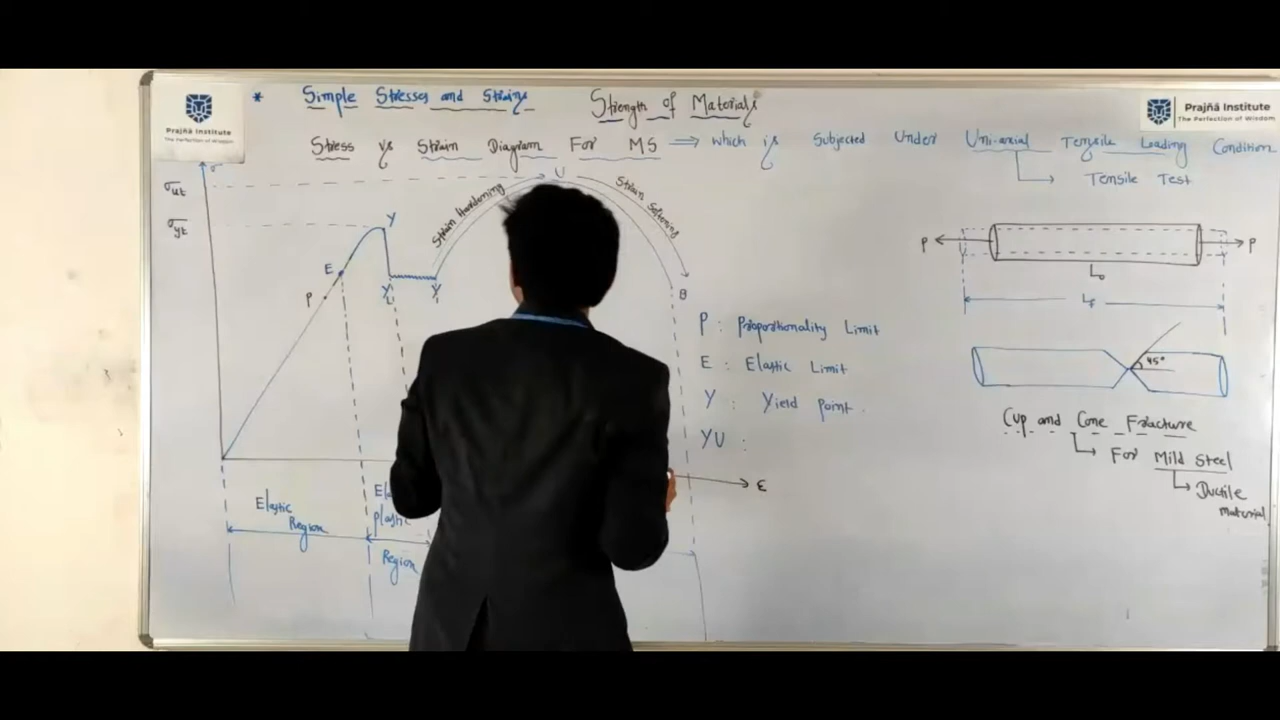 Prajñā Institute
The Perfection of Wisdom
* Simple Stresses and Strains
Strength of Materials
Prajñā Institute
The Perfection of Wisdom
Stress vs Strain Diagram For MS ⇒ which is Subjected Under Uni-axial Tensile Loading Condition
Tensile Test
σ
σut
σyt
U
Strain Hardening
Strain Softening
Y
E
P
YL
B
ε
Elastic
Region
plastic
Region
P : Proportionality Limit
E : Elastic Limit
Y : Yield Point.
YU :
P
P
Lo
Lf
45°
Cup and Cone Fracture
For Mild Steel
Ductile
Material